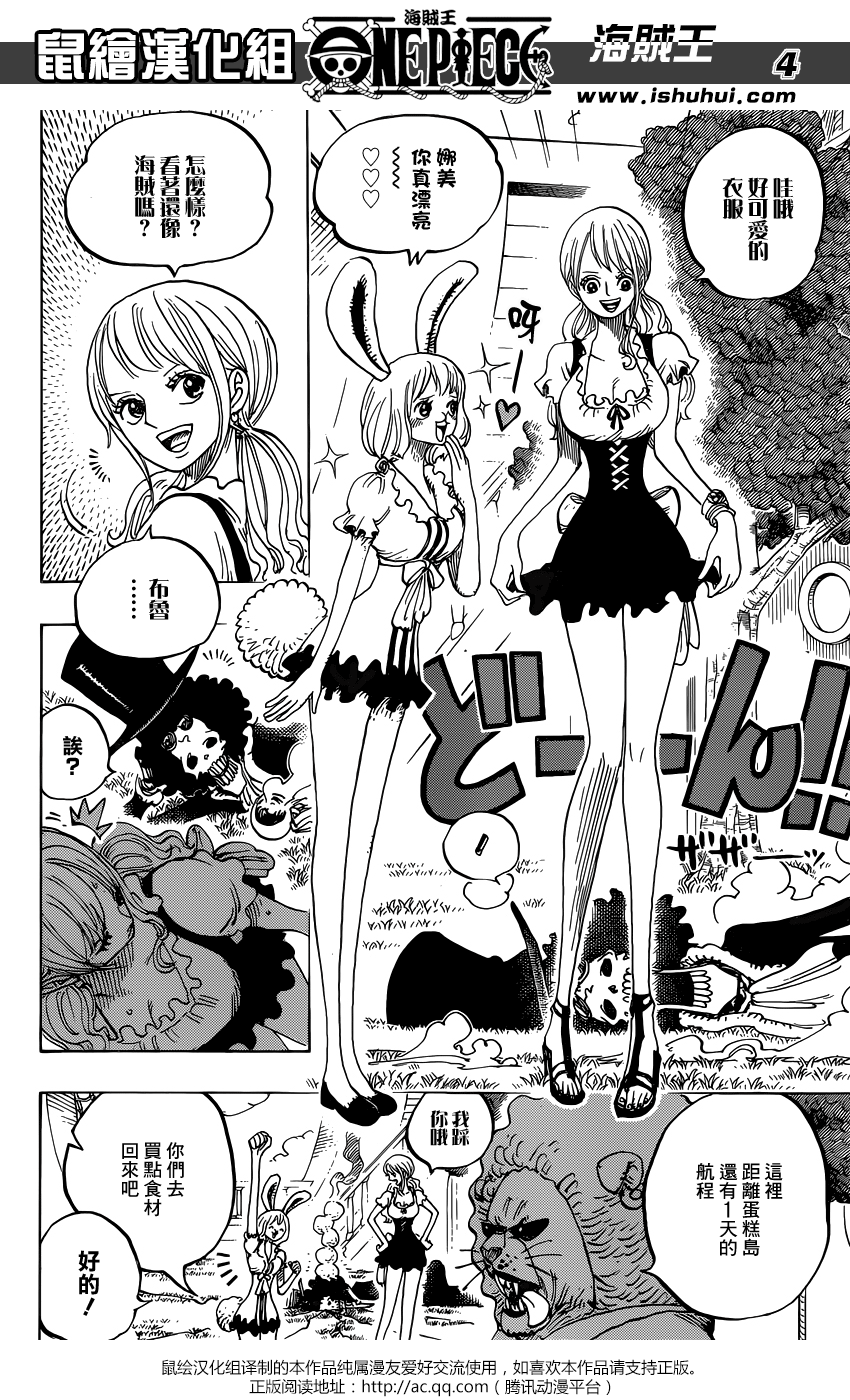 鼠繪漢化組
海賊王
ONE PIECE
海賊王
4
www.ishuhui.com
哇哦
好可愛的
衣服
娜美
你真漂亮
♡♡♡
怎麼樣？
看著還像
海賊嗎？
呀—♥
布魯
……
誒？
どーーん!!
ザザザ…
這裡
距離蛋糕島
還有1天的
航程
我踩
你哦
你們去
買點食材
回來吧
好的！
鼠绘汉化组译制的本作品纯属漫友爱好交流使用，如喜欢本作品请支持正版。
正版阅读地址：http://ac.qq.com（腾讯动漫平台）